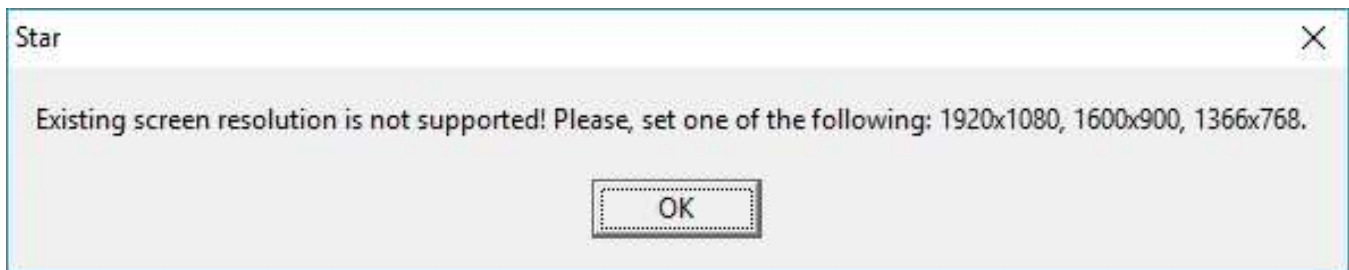 Star
Existing screen resolution is not supported! Please, set one of the following: 1920x1080, 1600x900, 1366x768.
OK